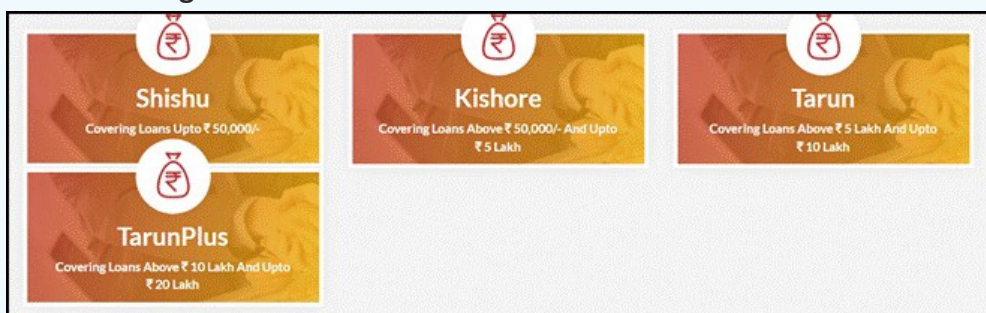 Shishu
Covering Loans Upto ₹ 50,000/-
Kishore
Covering Loans Above ₹ 50,000/- And Upto
₹ 5 Lakh
Tarun
Covering Loans Above ₹ 5 Lakh And Upto
₹ 10 Lakh
TarunPlus
Covering Loans Above ₹ 10 Lakh And Upto
₹ 20 Lakh